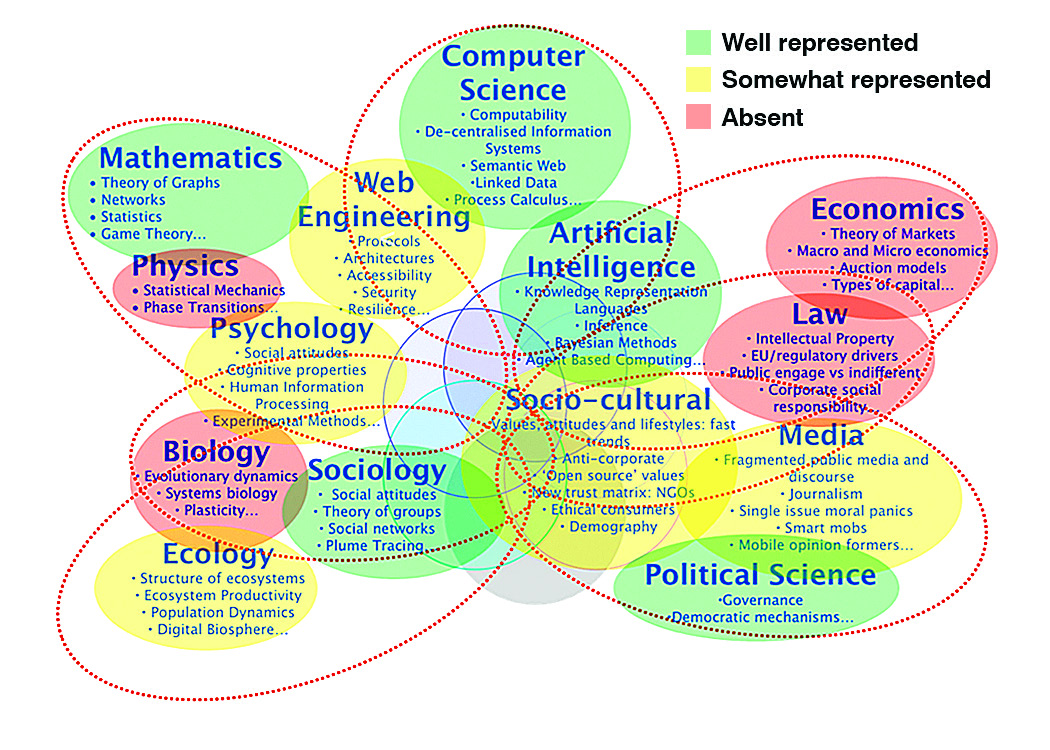 Well represented
Somewhat represented
Absent
Computer
Science
• Computability
• De-centralised Information
Systems
• Semantic Web
•Linked Data
• Process Calculus...
Mathematics
• Theory of Graphs
• Networks
• Statistics
• Game Theory...
Web
Engineering
• Protocols
• Architectures
• Accessibility
• Security
• Resilience...
Artificial
Intelligence
• Knowledge Representation
Languages
• Inference
• Bayesian Methods
• Agent Based Computing...
Economics
• Theory of Markets
• Macro and Micro economics
• Auction models
• Types of capital...
Physics
• Statistical Mechanics
• Phase Transitions...
Law
• Intellectual Property
• EU/regulatory drivers
• Public engage vs indifferent
• Corporate social
responsibility...
Psychology
• Social attitudes
• Cognitive properties
• Human Information
Processing
• Experimental Methods...
Socio-cultural
Values, attitudes and lifestyles: fast
trends
• Anti-corporate
• 'Open source' values
• New trust matrix: NGOs
• Ethical consumers
• Demography
Media
• Fragmented public media and
discourse
• Journalism
• Single issue moral panics
• Smart mobs
• Mobile opinion formers...
Biology
Evolutionary dynamics
• Systems biology
• Plasticity...
Sociology
• Social attitudes
• Theory of groups
• Social networks
• Plume Tracing
Ecology
• Structure of ecosystems
• Ecosystem Productivity
• Population Dynamics
• Digital Biosphere...
Political Science
•Governance
•Democratic mechanisms...